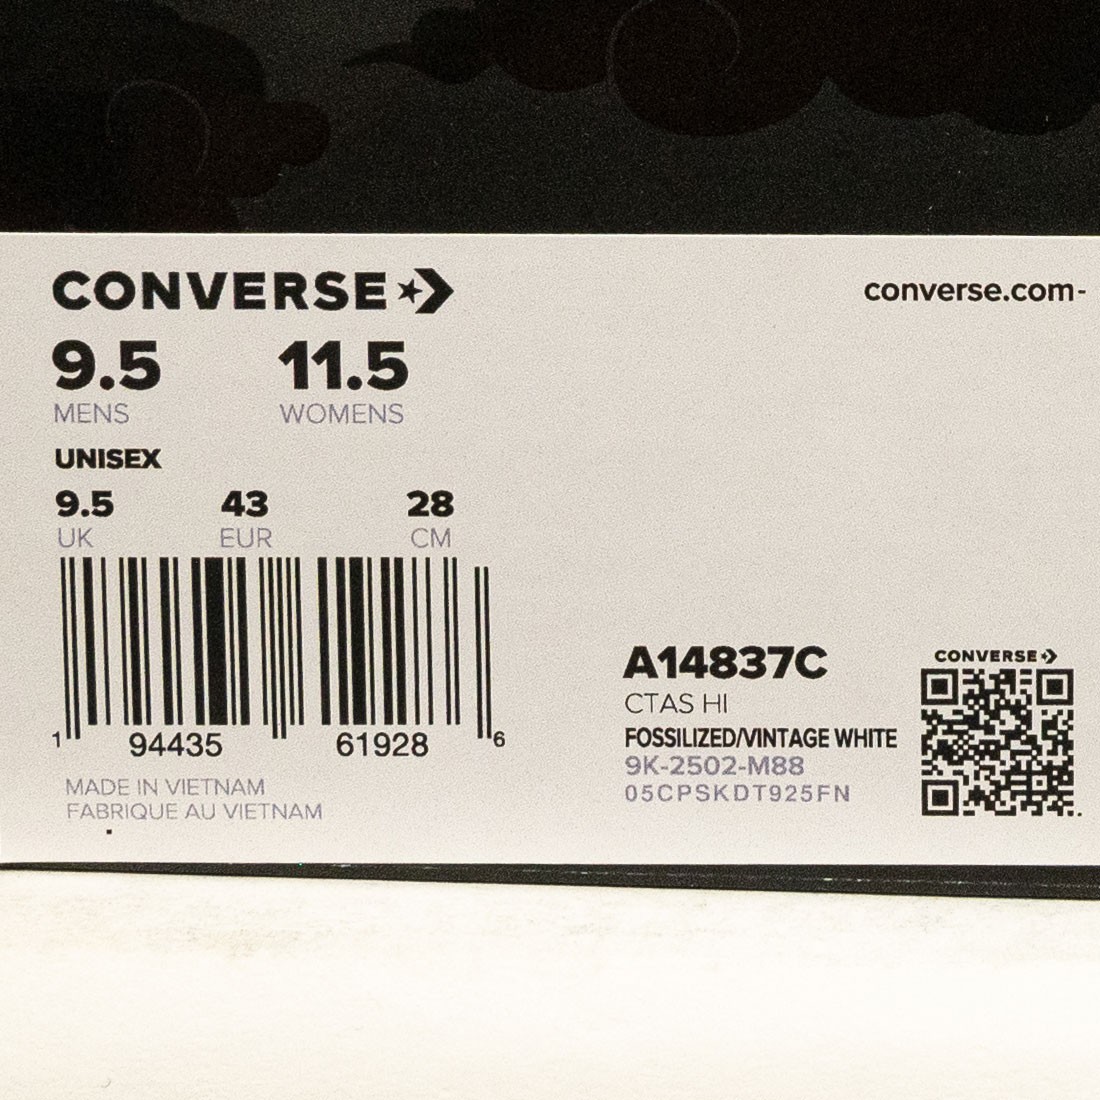 CONVERSE
converse.com-
9.5 11.5
MENS WOMENS
UNISEX
9.5 43 28
UK EUR CM
1 94435 61928 6
MADE IN VIETNAM
FABRIQUE AU VIETNAM
A14837C
CTAS HI
FOSSILIZED/VINTAGE WHITE
9K-2502-M88
05CPSKDT925FN
CONVERSE